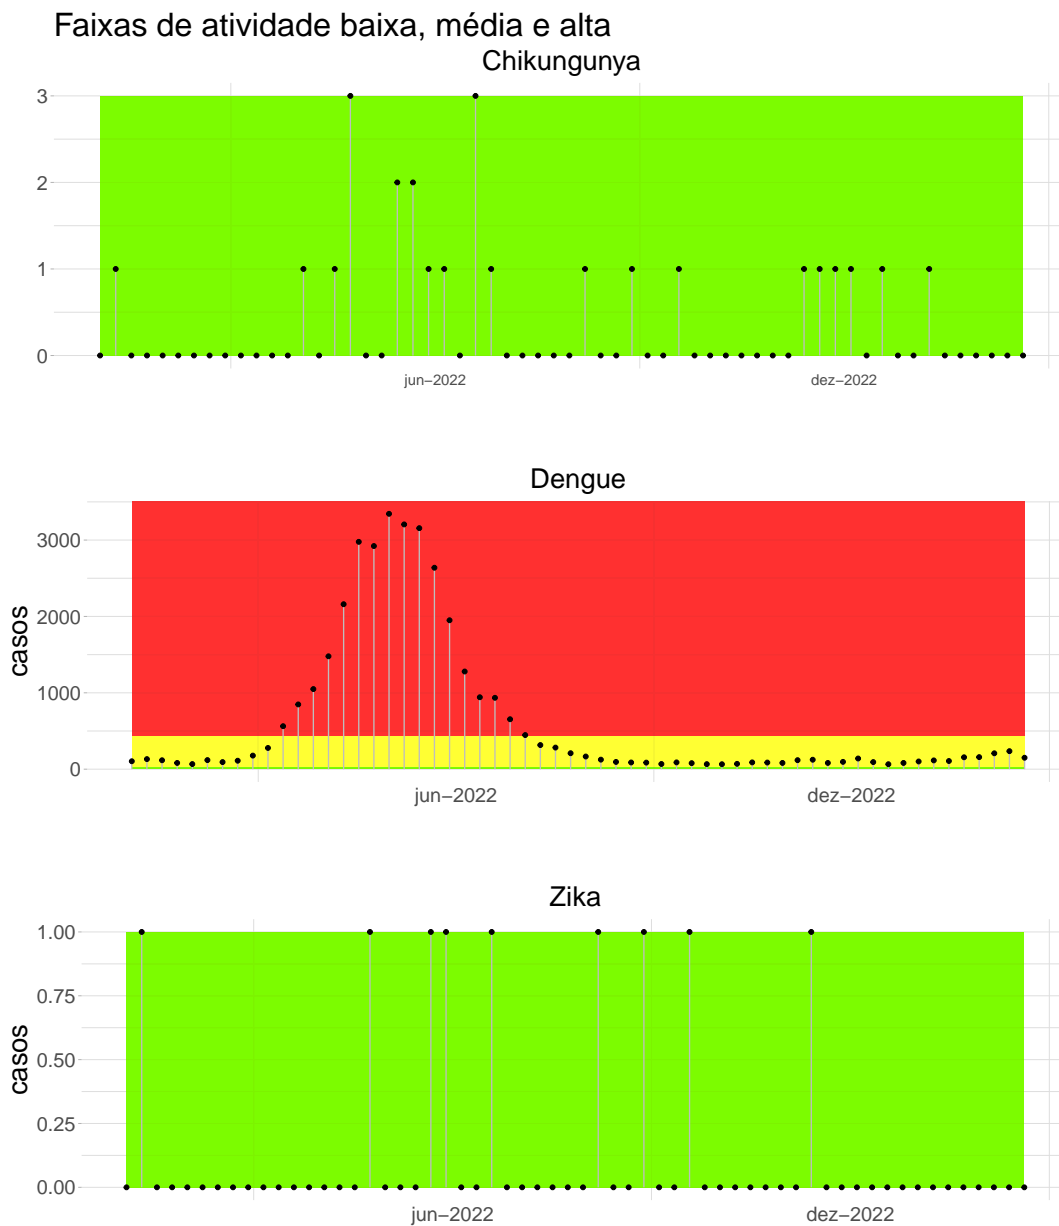 Faixas de atividade baixa, média e alta
Chikungunya
3
2
1
0
jun−2022 dez−2022
Dengue
casos
3000
2000
1000
0
jun−2022 dez−2022
Zika
casos
1.00
0.75
0.50
0.25
0.00
jun−2022 dez−2022